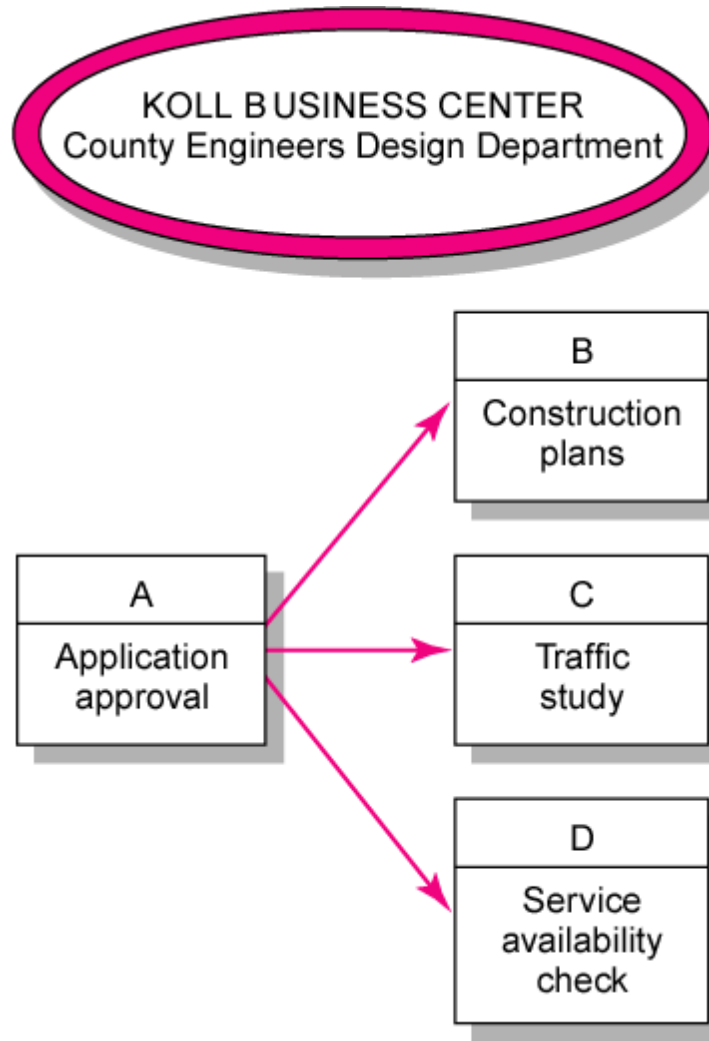 KOLL BUSINESS CENTER
County Engineers Design Department
B
Construction
plans
A
Application
approval
C
Traffic
study
D
Service
availability
check